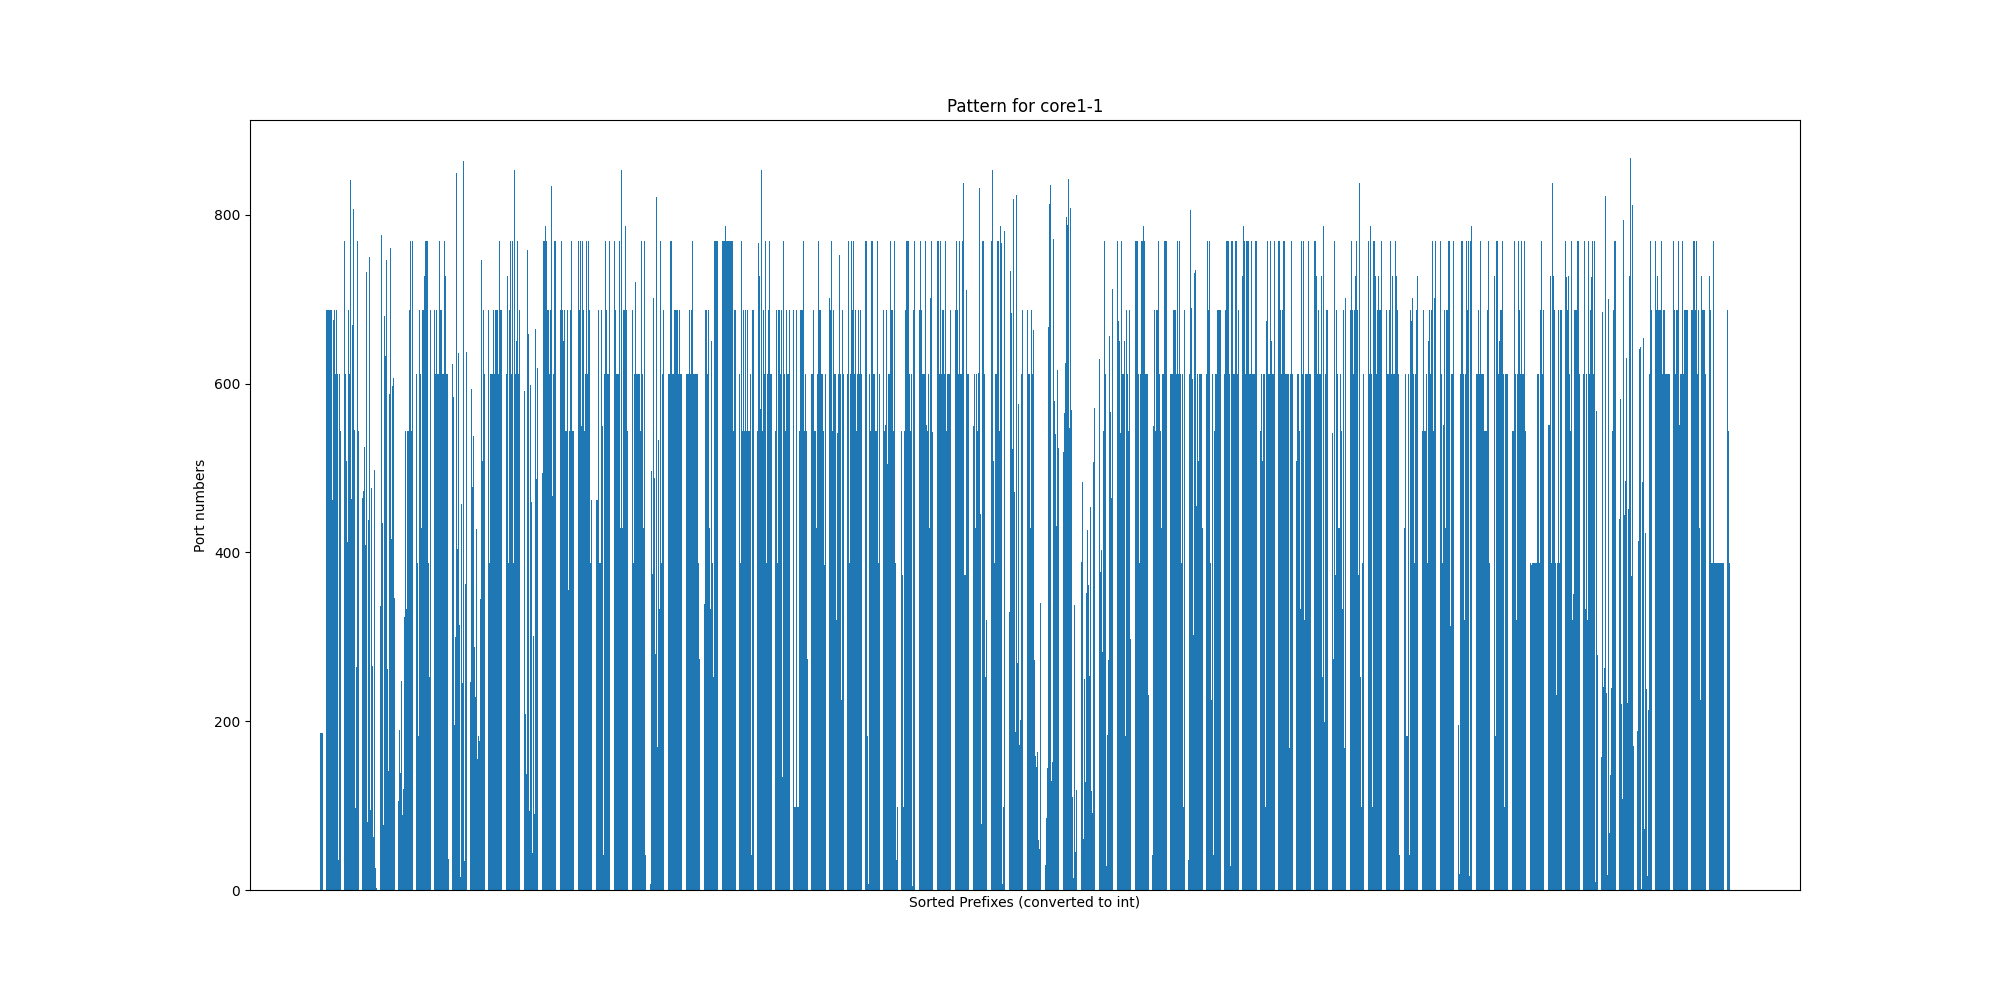 Pattern for core1-1
800
600
400
200
0
Port numbers
Sorted Prefixes (converted to int)